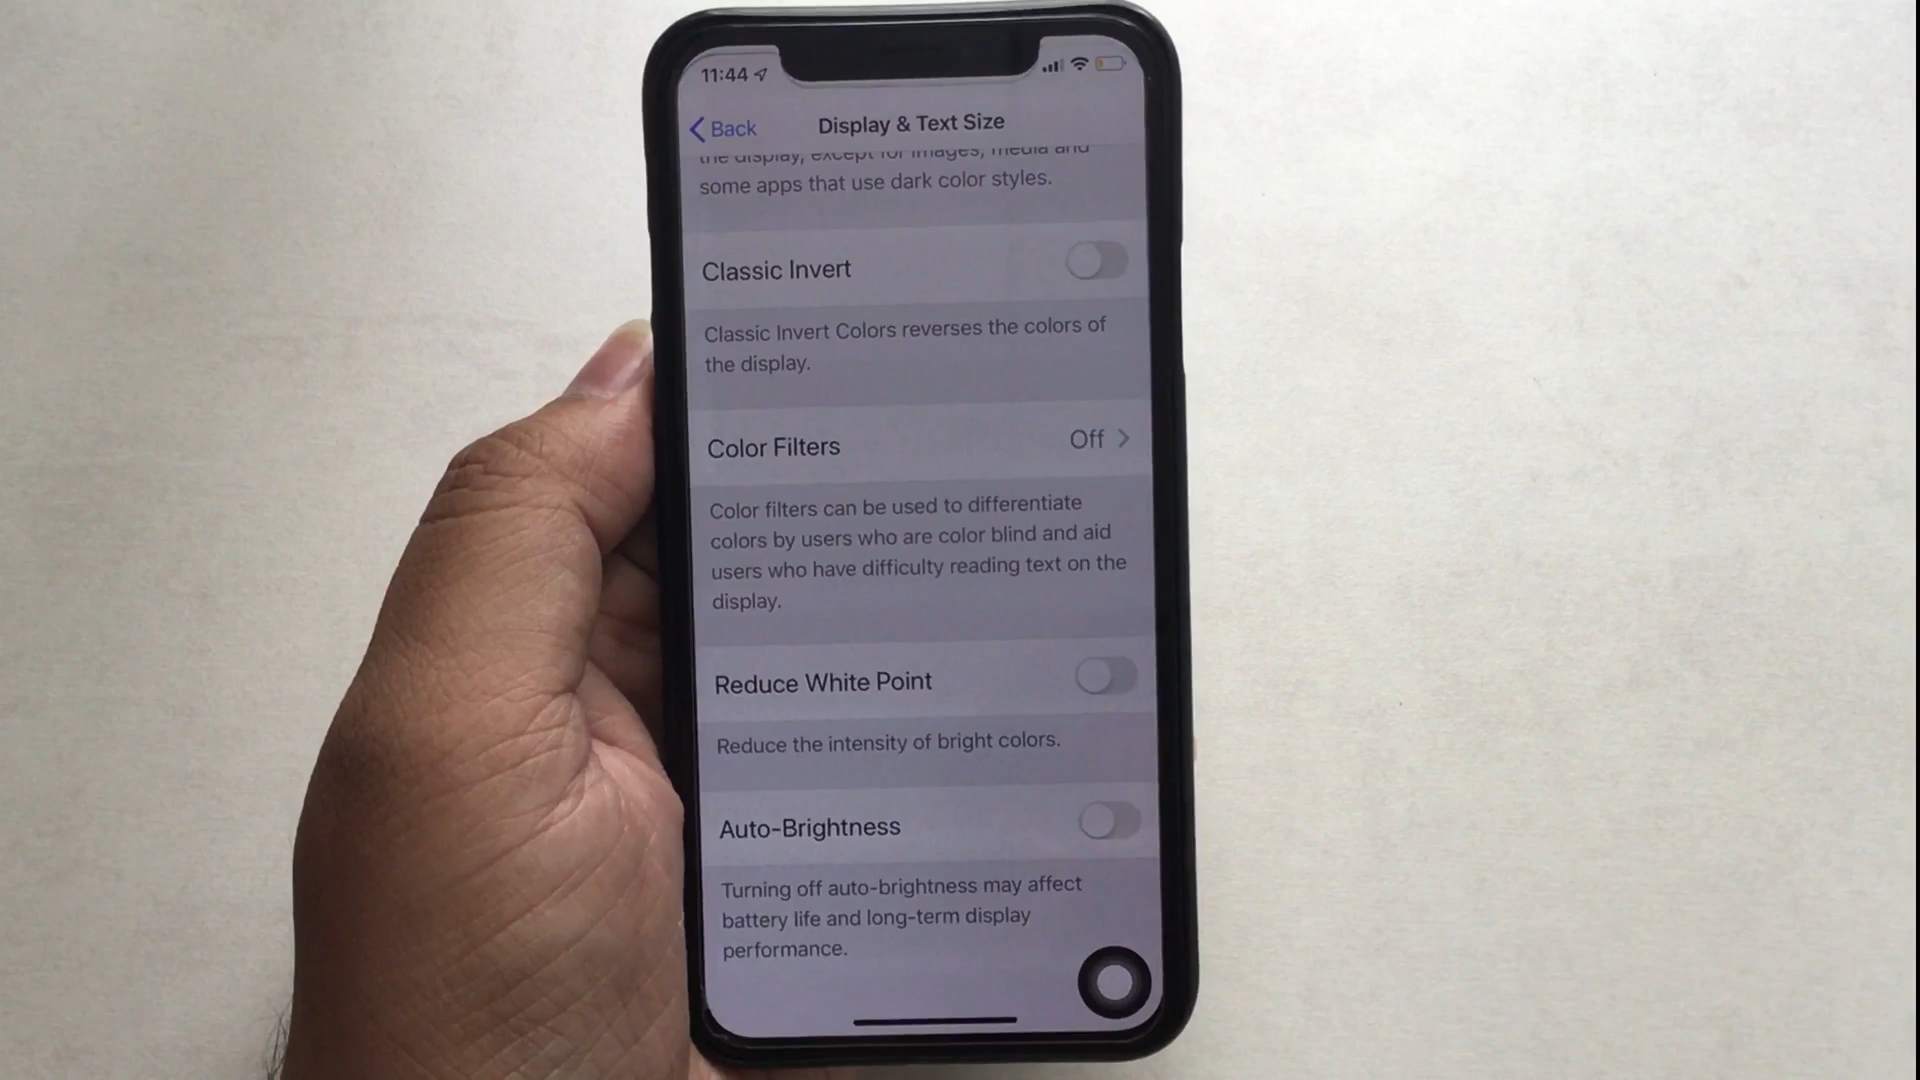 11:44
Back
Display & Text Size
the display, except for images, media and
some apps that use dark color styles.
Classic Invert
Classic Invert Colors reverses the colors of
the display.
Color Filters
Off
Color filters can be used to differentiate
colors by users who are color blind and aid
users who have difficulty reading text on the
display.
Reduce White Point
Reduce the intensity of bright colors.
Auto-Brightness
Turning off auto-brightness may affect
battery life and long-term display
performance.